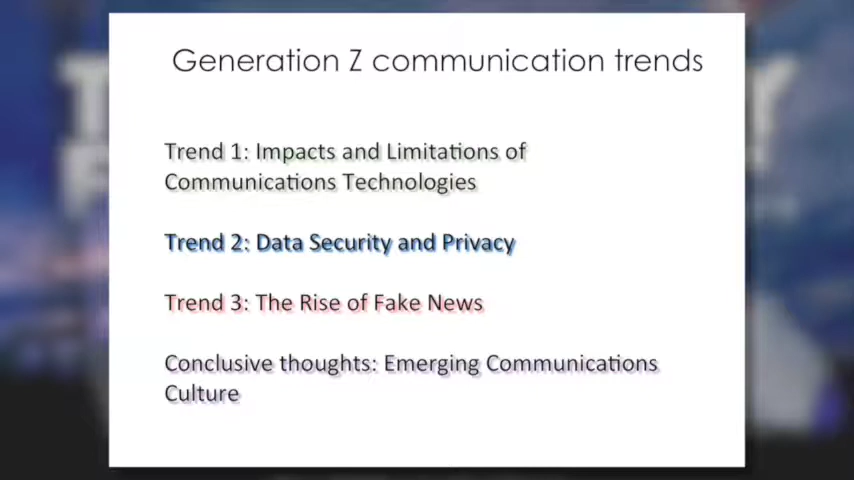 Generation Z communication trends
Trend 1: Impacts and Limitations of
Communications Technologies
Trend 2: Data Security and Privacy
Trend 3: The Rise of Fake News
Conclusive thoughts: Emerging Communications
Culture